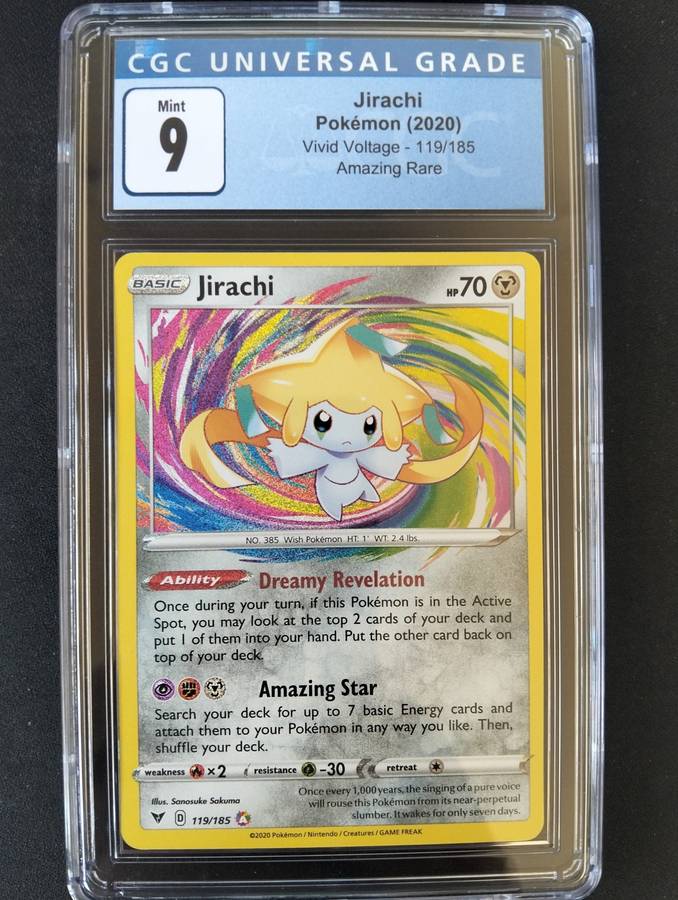 CGC UNIVERSAL GRADE
Mint
9
Jirachi
Pokémon (2020)
Vivid Voltage - 119/185
Amazing Rare
BASIC Jirachi HP 70
NO. 385 Wish Pokémon HT: 1' WT: 2.4 lbs.
Ability Dreamy Revelation
Once during your turn, if this Pokémon is in the Active
Spot, you may look at the top 2 cards of your deck and
put 1 of them into your hand. Put the other card back on
top of your deck.
Amazing Star
Search your deck for up to 7 basic Energy cards and
attach them to your Pokémon in any way you like. Then,
shuffle your deck.
weakness ×2 resistance -30 retreat
Illus. Sanosuke Sakuma
D 119/185
Once every 1,000 years, the singing of a pure voice
will rouse this Pokémon from its near-perpetual
slumber. It wakes for only seven days.
©2020 Pokémon / Nintendo / Creatures / GAME FREAK